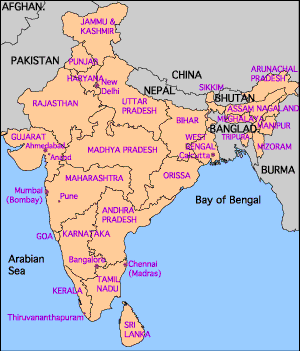 AFGHAN.
JAMMU &
KASHMIR
PAKISTAN
PUNJAB
HARYANA
New
Delhi
CHINA
NEPAL
SIKKIM
ARUNACHAL
PRADESH
BHUTAN
RAJASTHAN
UTTAR
PRADESH
BIHAR
ASSAM
NAGALAND
MEGHALAYA
BANGLAD.
MANIPUR
TRIPURA
MIZORAM
GUJARAT
Ahmedabad
Anand
MADHYA PRADESH
WEST
BENGAL
Calcutta
BURMA
MAHARASHTRA
ORISSA
Mumbai
(Bombay)
Pune
Bay of Bengal
ANDHRA
PRADESH
GOA
KARNATAKA
Arabian
Sea
Bangalore
Chennai
(Madras)
KERALA
TAMIL
NADU
Thiruvananthapuram
SRI
LANKA